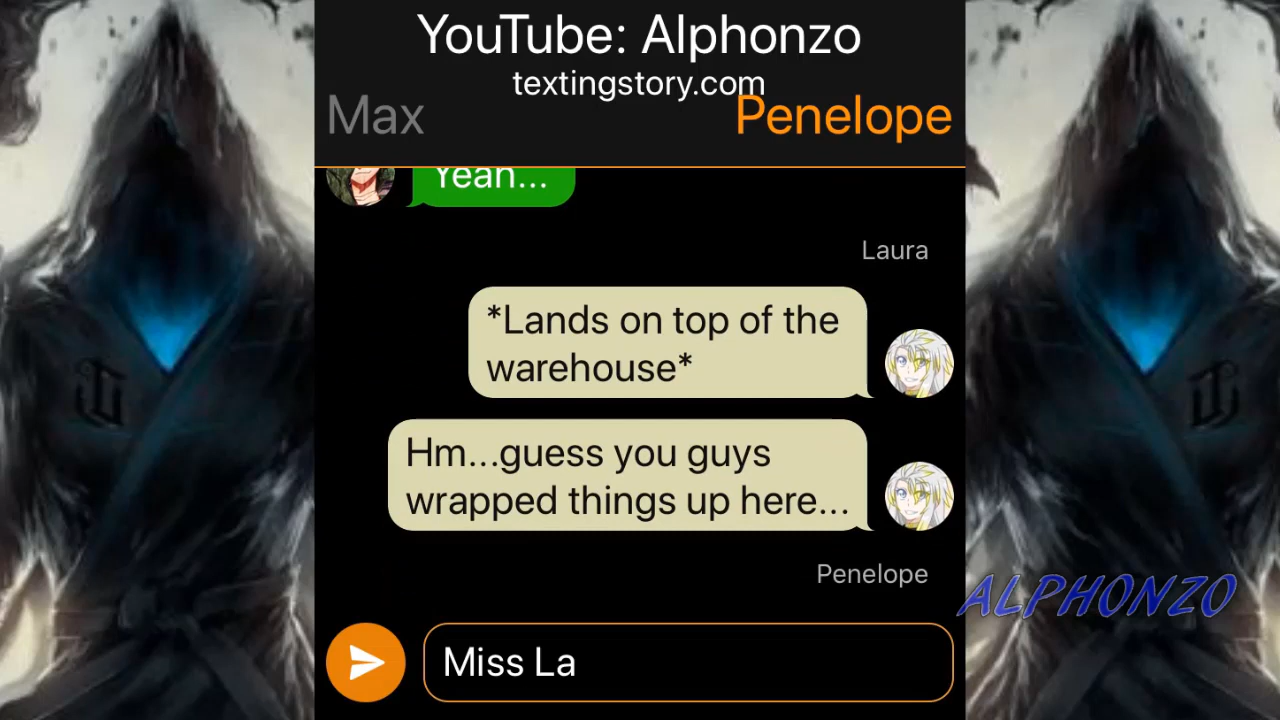 YouTube: Alphonzo
textingstory.com
Max
Penelope
Yeah...
Laura
*Lands on top of the
warehouse*
Hm...guess you guys
wrapped things up here...
Penelope
ALPHONZO
Miss La